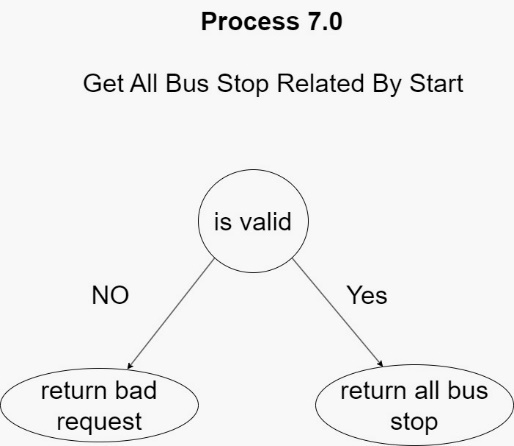 Process 7.0
Get All Bus Stop Related By Start
is valid
NO
Yes
return bad
request
return all bus
stop